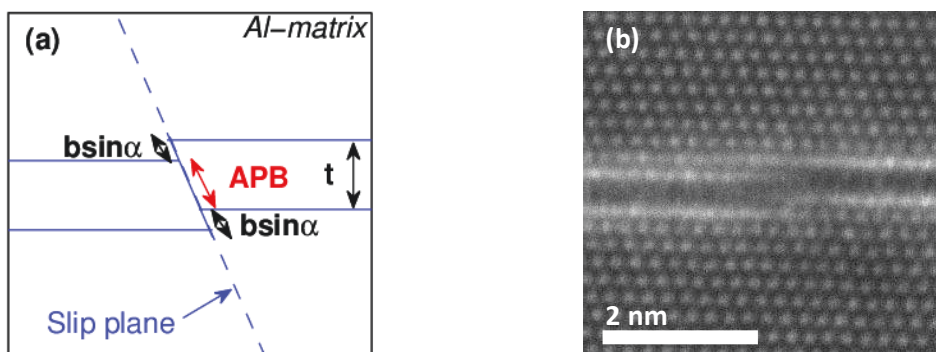 (a)
Al-matrix
bsinα
APB
t
bsinα
Slip plane
(b)
2 nm